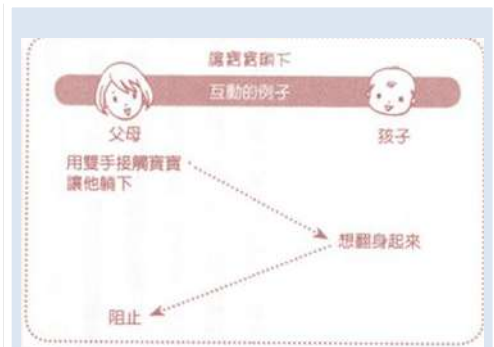 讓寶寶躺下
互動的例子
父母
孩子
用雙手接觸寶寶
讓他躺下
想翻身起來
阻止